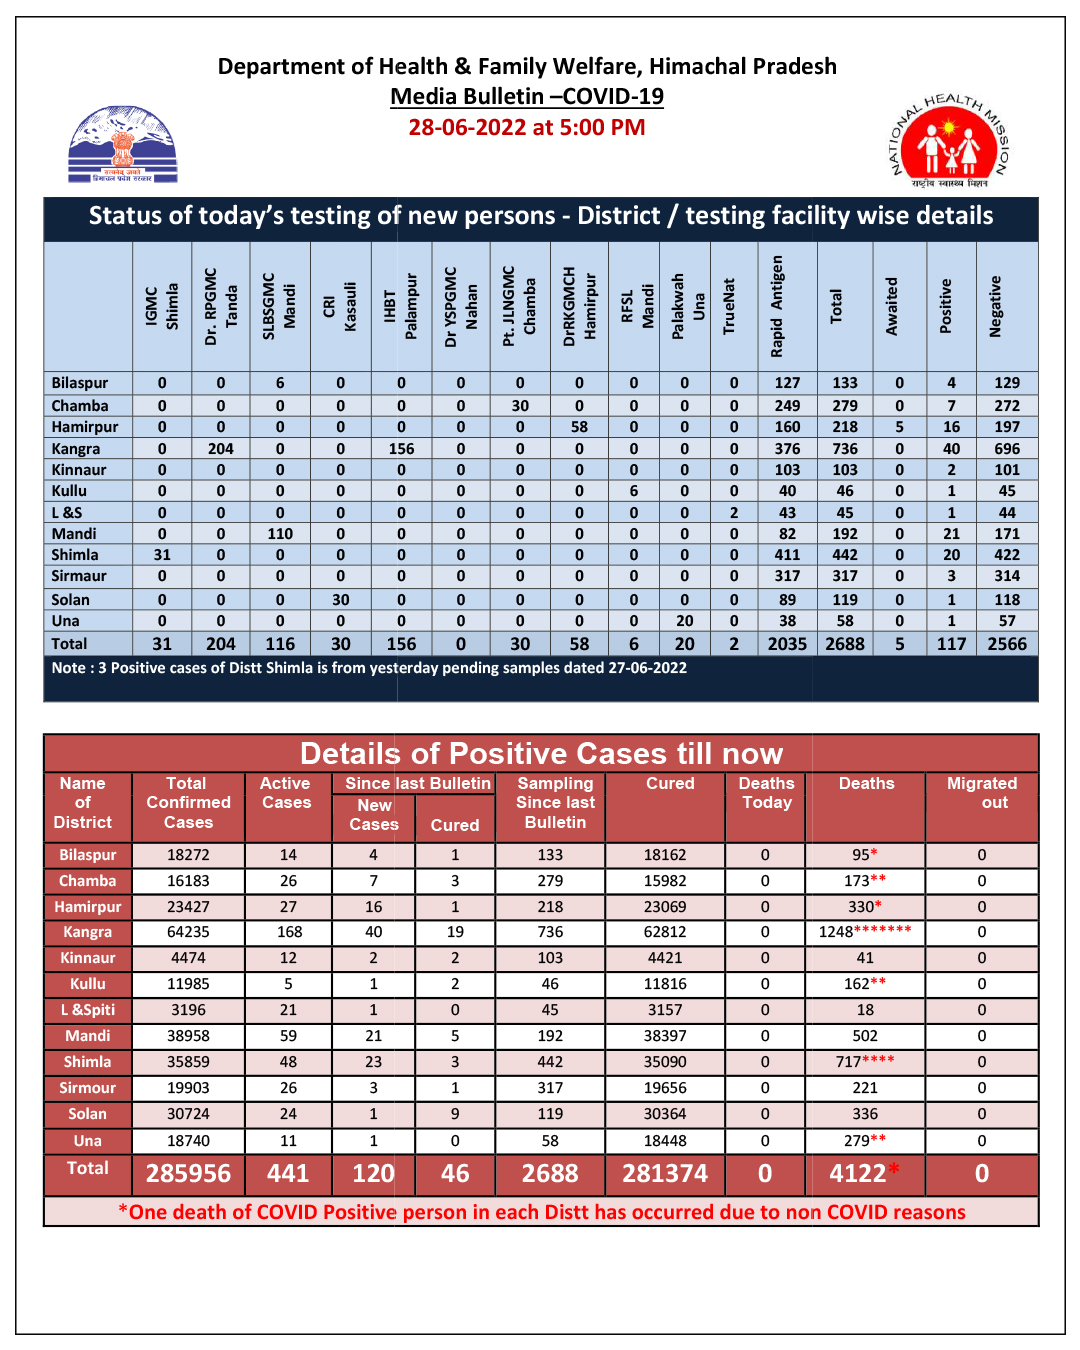 Department of Health & Family Welfare, Himachal Pradesh
Media Bulletin –COVID-19
28-06-2022 at 5:00 PM
सत्यमेव जयते
हिमाचल प्रदेश सरकार
NATIONAL HEALTH MISSION
राष्ट्रीय स्वास्थ्य मिशन
Status of today's testing of new persons - District / testing facility wise details
IGMC Shimla Dr. RPGMC Tanda SLBSGMC Mandi CRI Kasauli IHBT Palampur Dr YSPGMC Nahan Pt. JLNGMC Chamba DrRKGMCH Hamirpur RFSL Mandi Palakwah Una TrueNat Rapid Antigen Total Awaited Positive Negative
Bilaspur 0 0 6 0 0 0 0 0 0 0 0 127 133 0 4 129
Chamba 0 0 0 0 0 0 30 0 0 0 0 249 279 0 7 272
Hamirpur 0 0 0 0 0 0 0 58 0 0 0 160 218 5 16 197
Kangra 0 204 0 0 156 0 0 0 0 0 0 376 736 0 40 696
Kinnaur 0 0 0 0 0 0 0 0 0 0 0 103 103 0 2 101
Kullu 0 0 0 0 0 0 0 0 6 0 0 40 46 0 1 45
L &S 0 0 0 0 0 0 0 0 0 0 2 43 45 0 1 44
Mandi 0 0 110 0 0 0 0 0 0 0 0 82 192 0 21 171
Shimla 31 0 0 0 0 0 0 0 0 0 0 411 442 0 20 422
Sirmaur 0 0 0 0 0 0 0 0 0 0 0 317 317 0 3 314
Solan 0 0 0 30 0 0 0 0 0 0 0 89 119 0 1 118
Una 0 0 0 0 0 0 0 0 0 20 0 38 58 0 1 57
Total 31 204 116 30 156 0 30 58 6 20 2 2035 2688 5 117 2566
Note : 3 Positive cases of Distt Shimla is from yesterday pending samples dated 27-06-2022
Details of Positive Cases till now
Name of District Total Confirmed Cases Active Cases Since last Bulletin New Cases Cured Sampling Since last Bulletin Cured Deaths Today Deaths Migrated out
Bilaspur 18272 14 4 1 133 18162 0 95* 0
Chamba 16183 26 7 3 279 15982 0 173** 0
Hamirpur 23427 27 16 1 218 23069 0 330* 0
Kangra 64235 168 40 19 736 62812 0 1248******* 0
Kinnaur 4474 12 2 2 103 4421 0 41 0
Kullu 11985 5 1 2 46 11816 0 162** 0
L &Spiti 3196 21 1 0 45 3157 0 18 0
Mandi 38958 59 21 5 192 38397 0 502 0
Shimla 35859 48 23 3 442 35090 0 717**** 0
Sirmour 19903 26 3 1 317 19656 0 221 0
Solan 30724 24 1 9 119 30364 0 336 0
Una 18740 11 1 0 58 18448 0 279** 0
Total 285956 441 120 46 2688 281374 0 4122* 0
*One death of COVID Positive person in each Distt has occurred due to non COVID reasons